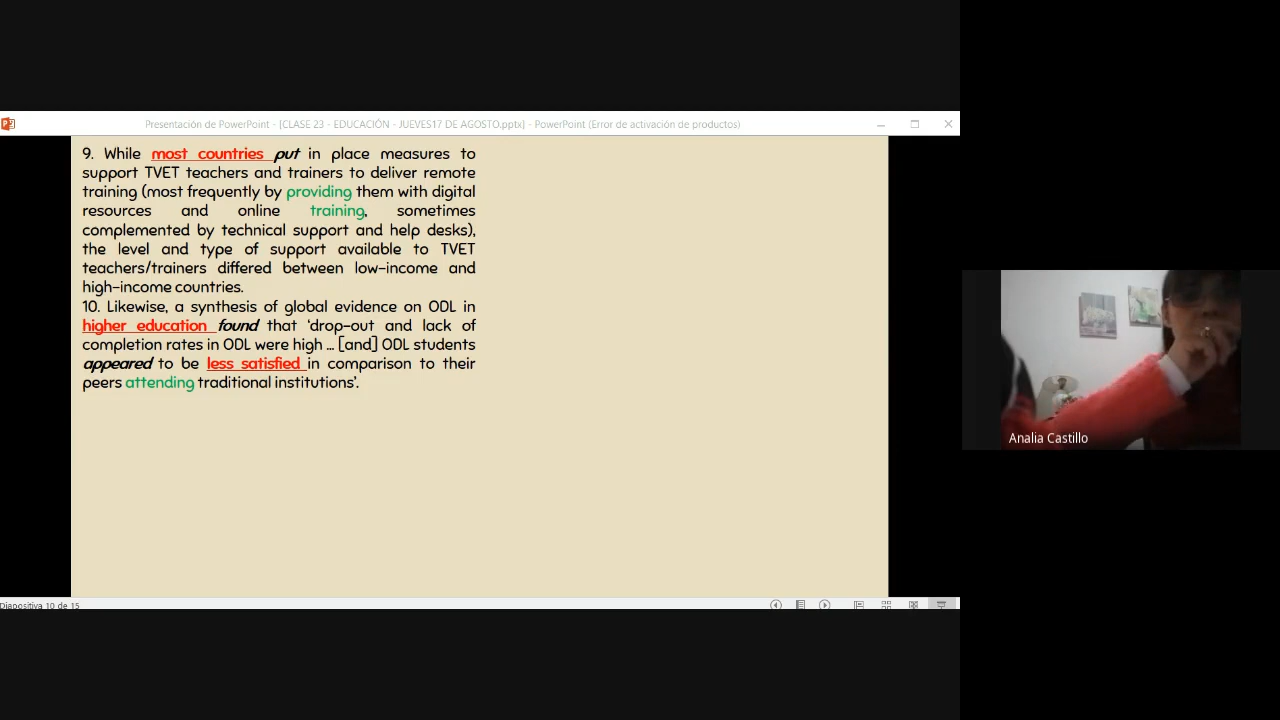 Presentación de PowerPoint - [CLASE 23 - EDUCACIÓN - JUEVES17 DE AGOSTO.pptx] - PowerPoint (Error de activación de productos)
9. While most countries put in place measures to
support TVET teachers and trainers to deliver remote
training (most frequently by providing them with digital
resources and online training, sometimes
complemented by technical support and help desks),
the level and type of support available to TVET
teachers/trainers differed between low-income and
high-income countries.
10. Likewise, a synthesis of global evidence on ODL in
higher education found that 'drop-out and lack of
completion rates in ODL were high ... [and] ODL students
appeared to be less satisfied in comparison to their
peers attending traditional institutions'.
Analia Castillo
Diapositiva 10 de 15